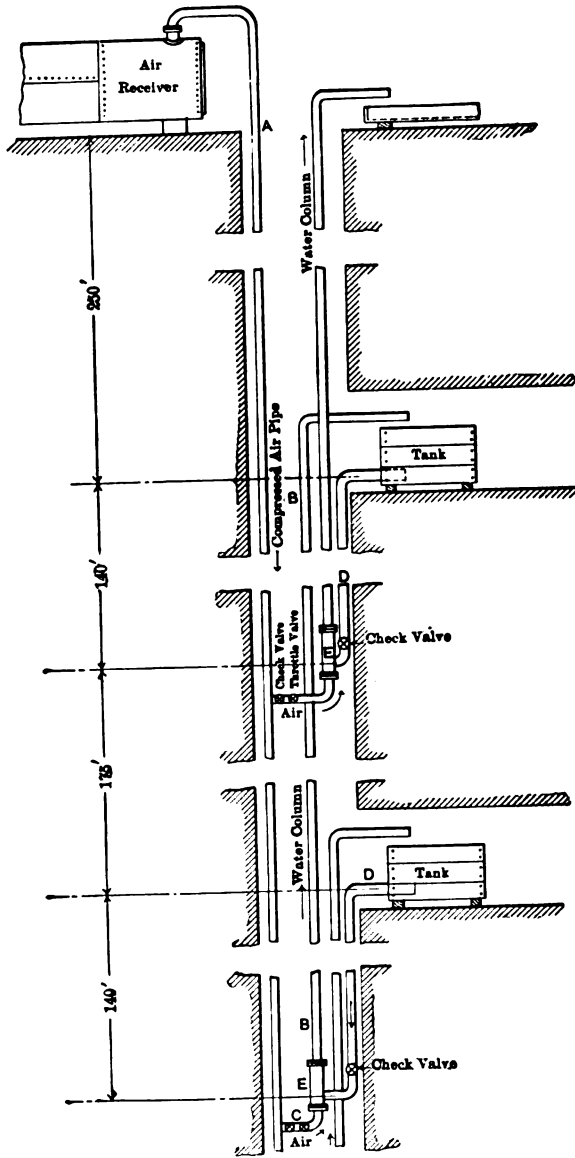 Air
Receiver
A
Water Column
250′
Compressed Air Pipe
Tank
B
140′
D
Check Valve
Throttle Valve
E
Check Valve
Air
175′
Water Column
D
Tank
140′
B
Check Valve
E
C
Air